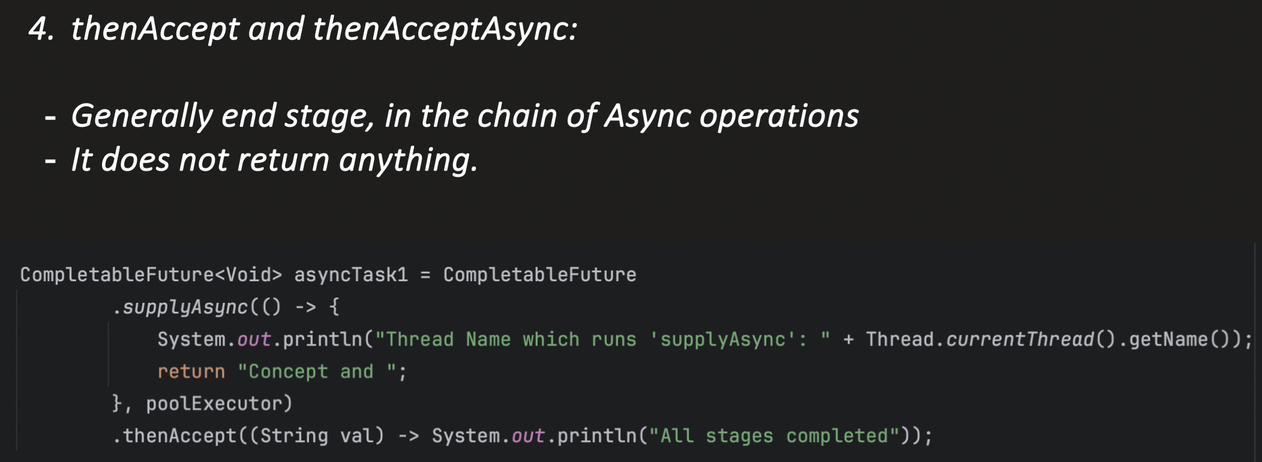 4. thenAccept and thenAcceptAsync:
- Generally end stage, in the chain of Async operations
- It does not return anything.
CompletableFuture<Void> asyncTask1 = CompletableFuture
.supplyAsync(() -> {
System.out.println("Thread Name which runs 'supplyAsync': " + Thread.currentThread().getName());
return "Concept and ";
}, poolExecutor)
.thenAccept((String val) -> System.out.println("All stages completed"));